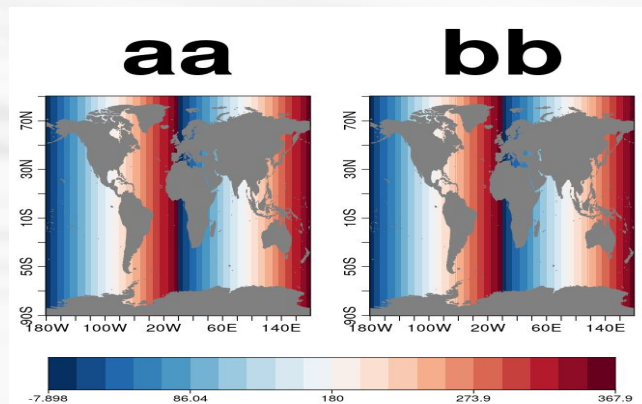 aa bb
70N 70N
30N 30N
10S 10S
50S 50S
-90S -90S
180W 100W 20W 60E 140E 180W 100W 20W 60E 140E
-7.898 86.04 180 273.9 367.9